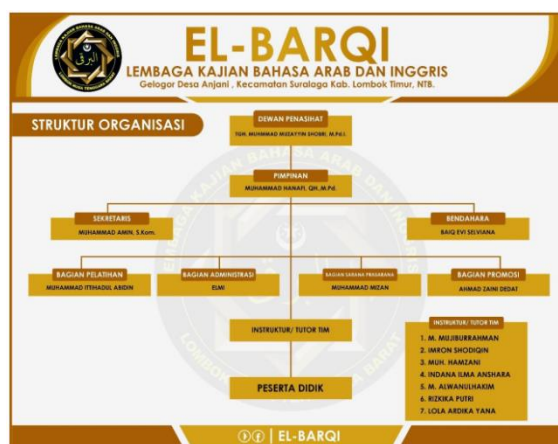 EL-BARQI
LEMBAGA KAJIAN BAHASA ARAB DAN INGGRIS
Gelogor Desa Anjani , Kecamatan Suralaga Kab. Lombok Timur, NTB.
STRUKTUR ORGANISASI
DEWAN PENASIHAT
TGH. MUHMMAD MUZAYYIN SHOBRI, M.Pd.I.
PIMPINAN
MUHAMMAD HANAFI, QH.,M.Pd.
SEKRETARIS
MUHAMMAD AMIN, S.Kom.
BENDAHARA
BAIQ EVI SELVIANA
BAGIAN PELATIHAN
MUHAMMAD ITTIHADUL ABIDIN
BAGIAN ADMINISTRASI
ELMI
BAGIAN SARANA PRASARANA
MUHAMMAD MIZAN
BAGIAN PROMOSI
AHMAD ZAINI DEDAT
INSTRUKTUR/ TUTOR TIM
PESERTA DIDIK
INSTRUKTUR/ TUTOR TIM
1. M. MUJIBURRAHMAN
2. IMRON SHODIQIN
3. MUH. HAMZANI
4. INDANA ILMA ANSHARA
5. M. ALWANULHAKIM
6. RIZKIKA PUTRI
7. LOLA ARDIKA YANA
EL-BARQI